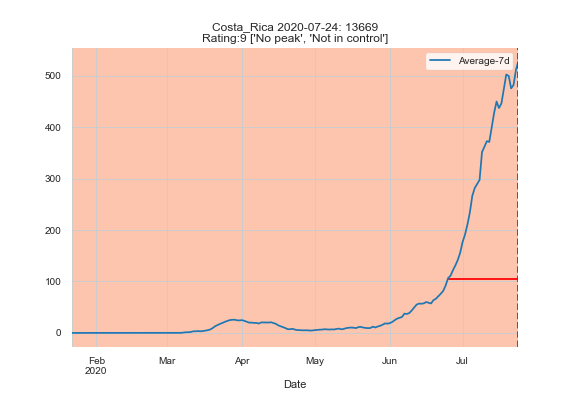 Costa_Rica 2020-07-24: 13669
Rating:9 ['No peak', 'Not in control']
Average-7d
500
400
300
200
100
0
Feb Mar Apr May Jun Jul
2020
Date